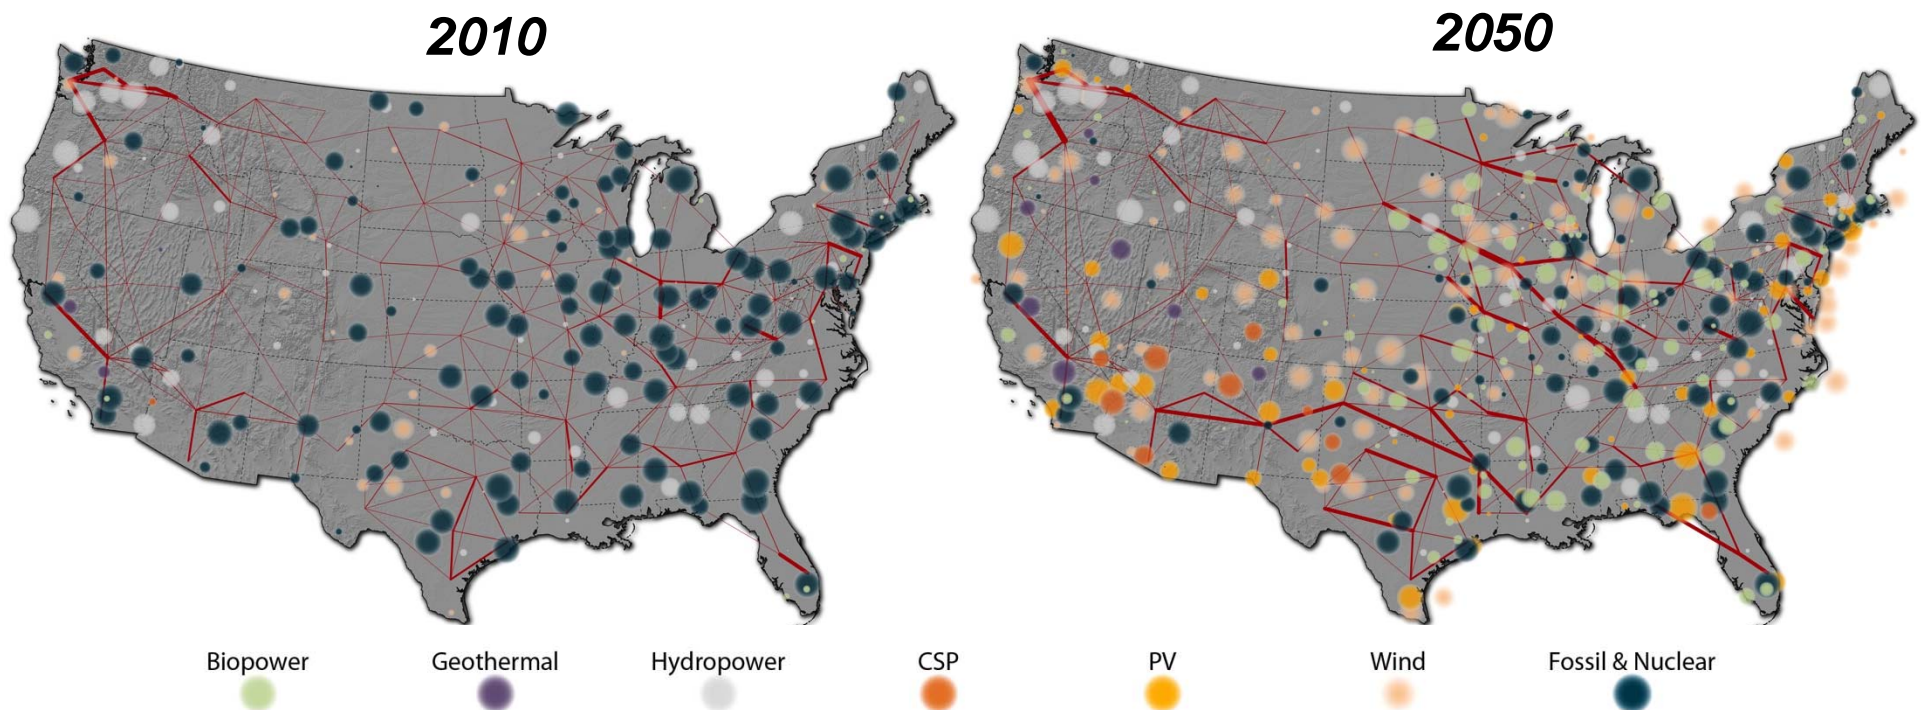 2010
2050
Biopower
Geothermal
Hydropower
CSP
PV
Wind
Fossil & Nuclear